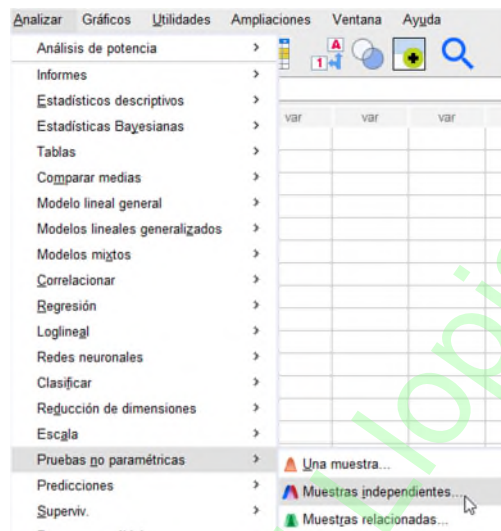 Analizar Gráficos Utilidades Ampliaciones Ventana Ayuda
Análisis de potencia
Informes
Estadísticos descriptivos
Estadísticas Bayesianas
Tablas
Comparar medias
Modelo lineal general
Modelos lineales generalizados
Modelos mixtos
Correlacionar
Regresión
Loglineal
Redes neuronales
Clasificar
Reducción de dimensiones
Escala
Pruebas no paramétricas
Predicciones
Superviv.
A
1
var var var
Una muestra...
Muestras independientes...
Muestras relacionadas...
Llopis